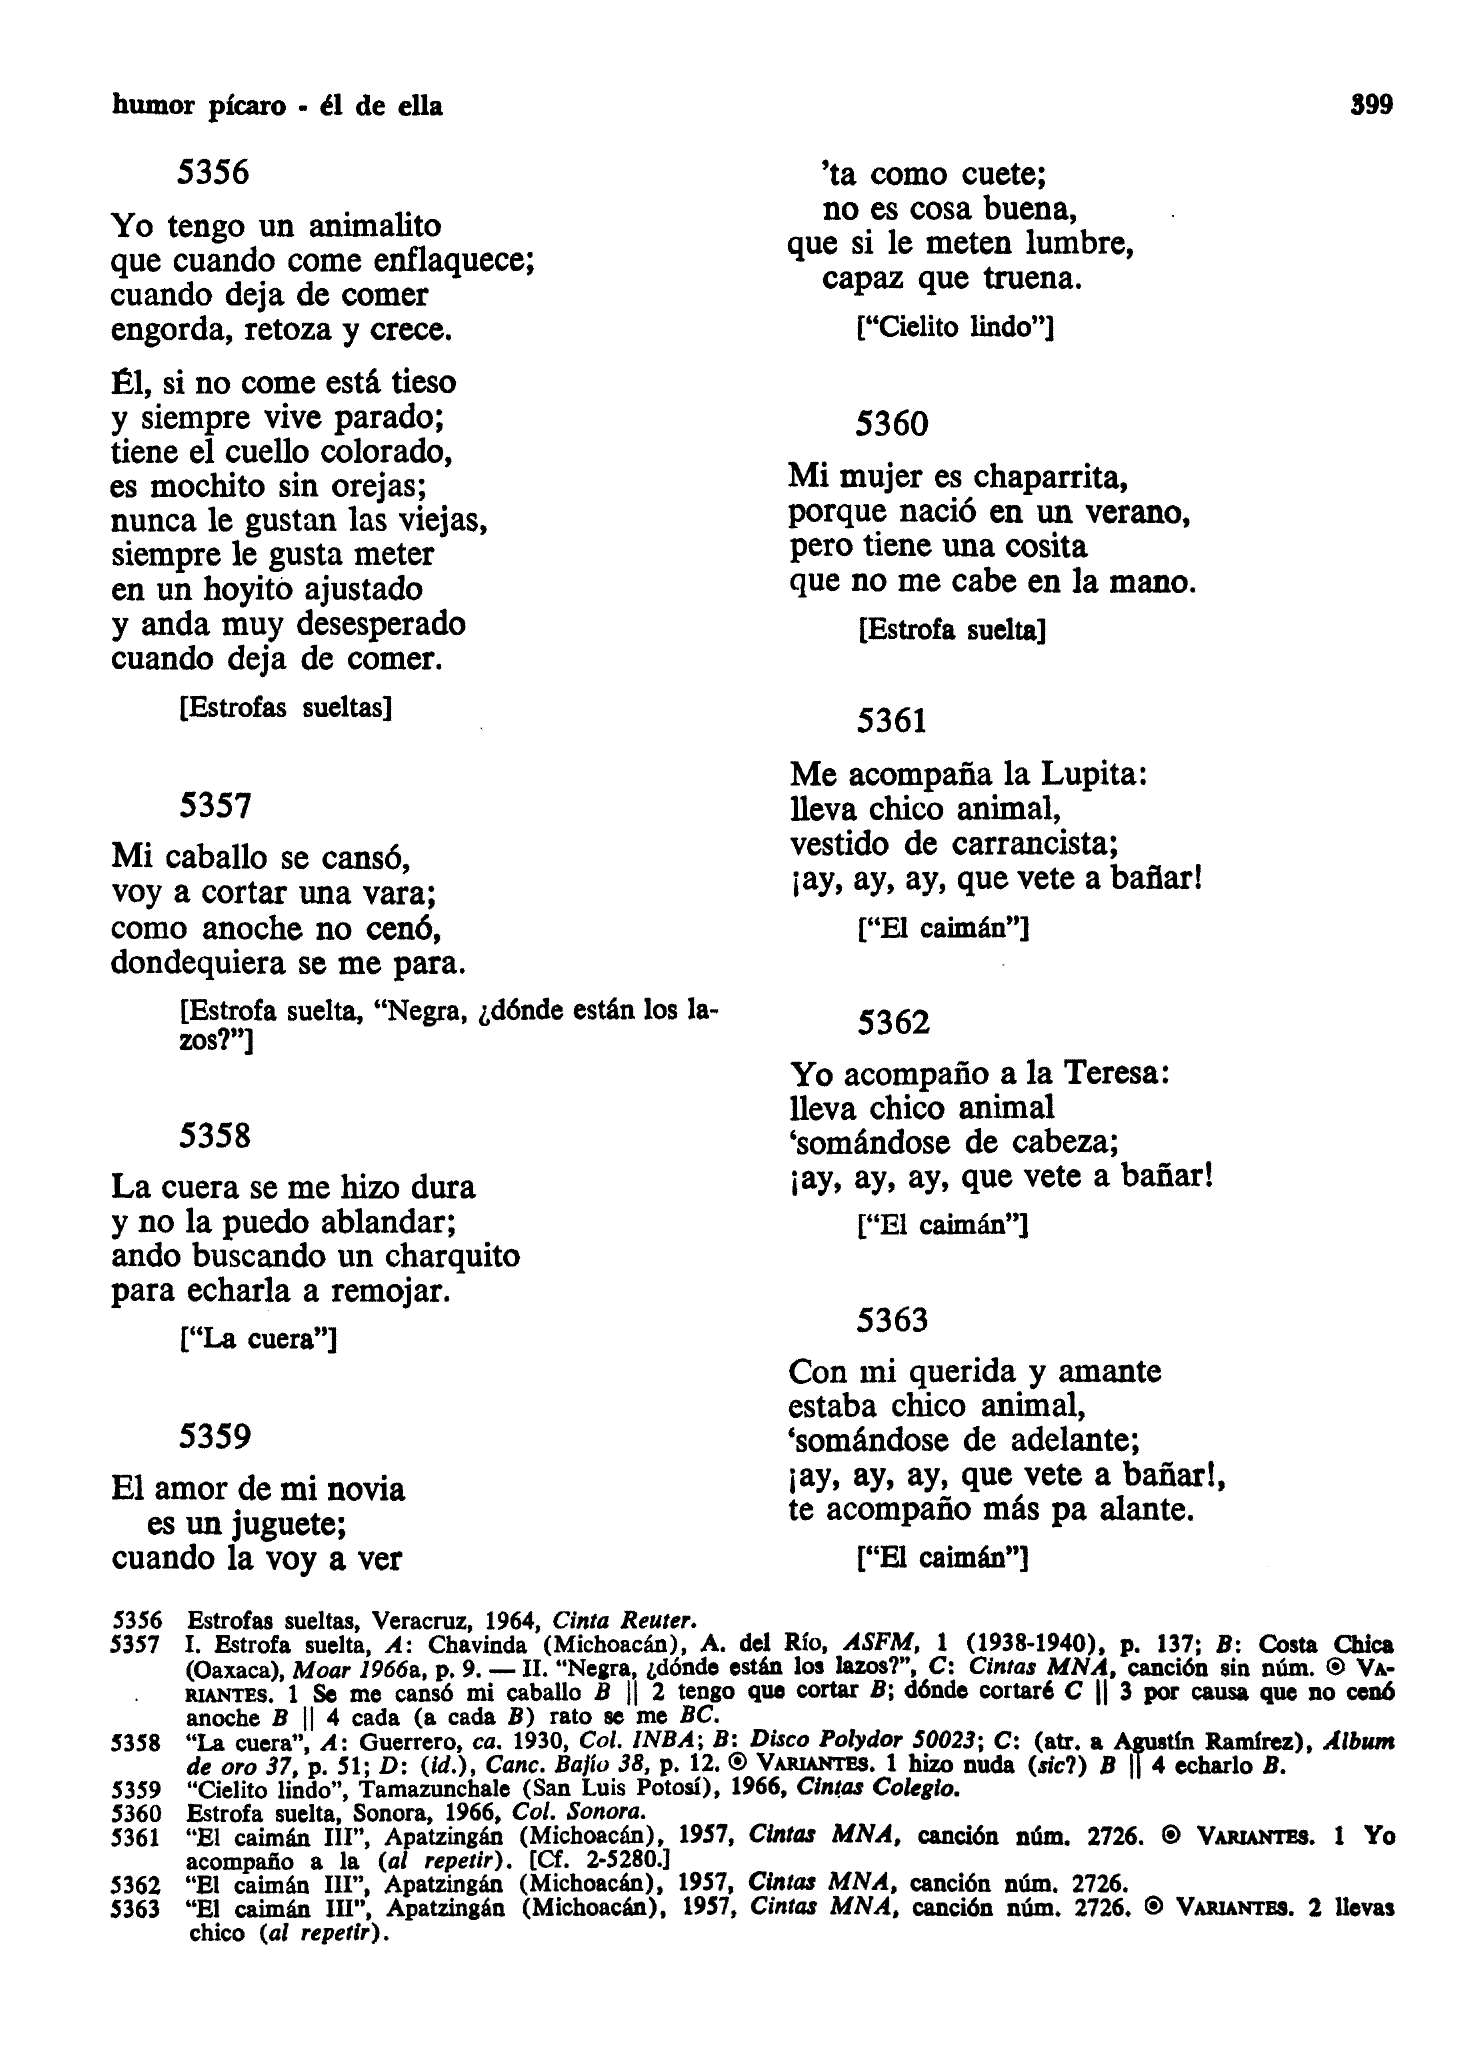 humor pícaro - él de ella
399
5356
Yo tengo un animalito
que cuando come enflaquece;
cuando deja de comer
engorda, retoza y crece.
Él, si no come está tieso
y siempre vive parado;
tiene el cuello colorado,
es mochito sin orejas;
nunca le gustan las viejas,
siempre le gusta meter
en un hoyito ajustado
y anda muy desesperado
cuando deja de comer.
[Estrofas sueltas]
5357
Mi caballo se cansó,
voy a cortar una vara;
como anoche no cenó,
dondequiera se me para.
[Estrofa suelta, “Negra, ¿dónde están los la-
zos?”]
5358
La cuera se me hizo dura
y no la puedo ablandar;
ando buscando un charquito
para echarla a remojar.
[“La cuera”]
5359
El amor de mi novia
es un juguete;
cuando la voy a ver
’ta como cuete;
no es cosa buena,
que si le meten lumbre,
capaz que truena.
[“Cielito lindo”]
5360
Mi mujer es chaparrita,
porque nació en un verano,
pero tiene una cosita
que no me cabe en la mano.
[Estrofa suelta]
5361
Me acompaña la Lupita:
lleva chico animal,
vestido de carrancista;
¡ay, ay, ay, que vete a bañar!
[“El caimán”]
5362
Yo acompaño a la Teresa:
lleva chico animal
‘somándose de cabeza;
¡ay, ay, ay, que vete a bañar!
[“El caimán”]
5363
Con mi querida y amante
estaba chico animal,
‘somándose de adelante;
¡ay, ay, ay, que vete a bañar!,
te acompaño más pa alante.
[“El caimán”]
5356 Estrofas sueltas, Veracruz, 1964, Cinta Reuter.
5357 I. Estrofa suelta, A: Chavinda (Michoacán), A. del Río, ASFM, 1 (1938-1940), p. 137; B: Costa Chica
(Oaxaca), Moar 1966a, p. 9. — II. “Negra, ¿dónde están los lazos?”, C: Cintas MNA, canción sin núm. ⊙ VA-
RIANTES. 1 Se me cansó mi caballo B || 2 tengo que cortar B; dónde cortaré C || 3 por causa que no cenó
anoche B || 4 cada (a cada B) rato se me BC.
5358 “La cuera”, A: Guerrero, ca. 1930, Col. INBA; B: Disco Polydor 50023; C: (atr. a Agustín Ramírez), Album
de oro 37, p. 51; D: (id.), Canc. Bajío 38, p. 12. ⊙ VARIANTES. 1 hizo nuda (sic?) B || 4 echarlo B.
5359 “Cielito lindo”, Tamazunchale (San Luis Potosí), 1966, Cintas Colegio.
5360 Estrofa suelta, Sonora, 1966, Col. Sonora.
5361 “El caimán III”, Apatzingán (Michoacán), 1957, Cintas MNA, canción núm. 2726. ⊙ VARIANTES. 1 Yo
acompaño a la (al repetir). [Cf. 2-5280.]
5362 “El caimán III”, Apatzingán (Michoacán), 1957, Cintas MNA, canción núm. 2726.
5363 “El caimán III”, Apatzingán (Michoacán), 1957, Cintas MNA, canción núm. 2726. ⊙ VARIANTES. 2 llevas
chico (al repetir).